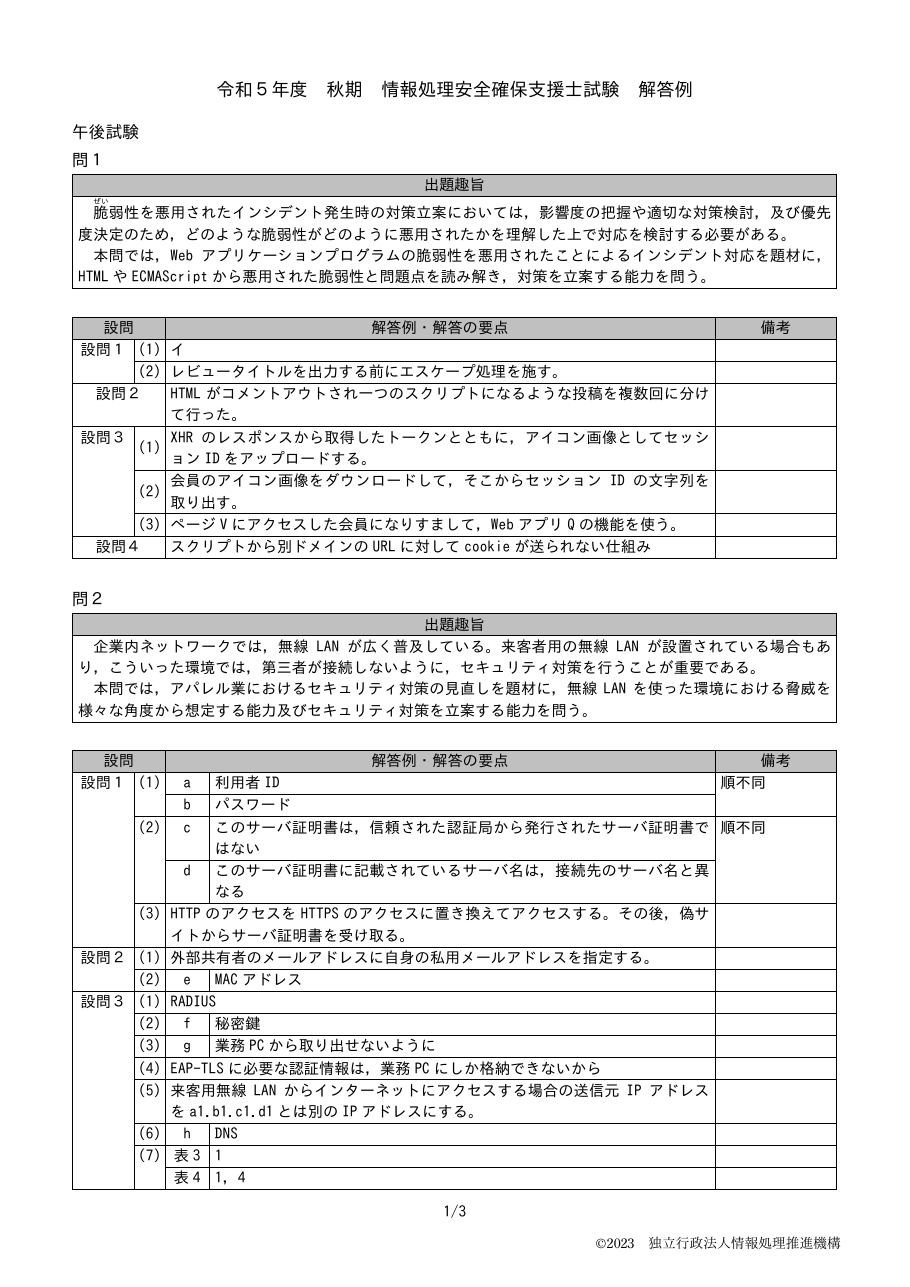 令和５年度　秋期　情報処理安全確保支援士試験　解答例
午後試験
問１
出題趣旨
ぜい
脆弱性を悪用されたインシデント発生時の対策立案においては，影響度の把握や適切な対策検討，及び優先
度決定のため，どのような脆弱性がどのように悪用されたかを理解した上で対応を検討する必要がある。
本問では，Web アプリケーションプログラムの脆弱性を悪用されたことによるインシデント対応を題材に，
HTML や ECMAScript から悪用された脆弱性と問題点を読み解き，対策を立案する能力を問う。
設問 解答例・解答の要点 備考
設問１ (1) イ
(2) レビュータイトルを出力する前にエスケープ処理を施す。
設問２ HTML がコメントアウトされ一つのスクリプトになるような投稿を複数回に分け
て行った。
設問３ (1) XHR のレスポンスから取得したトークンとともに，アイコン画像としてセッシ
ョン ID をアップロードする。
(2) 会員のアイコン画像をダウンロードして，そこからセッション ID の文字列を
取り出す。
(3) ページ V にアクセスした会員になりすまして，Web アプリ Q の機能を使う。
設問４ スクリプトから別ドメインの URL に対して cookie が送られない仕組み
問２
出題趣旨
企業内ネットワークでは，無線 LAN が広く普及している。来客者用の無線 LAN が設置されている場合もあ
り，こういった環境では，第三者が接続しないように，セキュリティ対策を行うことが重要である。
本問では，アパレル業におけるセキュリティ対策の見直しを題材に，無線 LAN を使った環境における脅威を
様々な角度から想定する能力及びセキュリティ対策を立案する能力を問う。
設問 解答例・解答の要点 備考
設問１ (1) a 利用者 ID 順不同
b パスワード
(2) c このサーバ証明書は，信頼された認証局から発行されたサーバ証明書で 順不同
はない
d このサーバ証明書に記載されているサーバ名は，接続先のサーバ名と異
なる
(3) HTTP のアクセスを HTTPS のアクセスに置き換えてアクセスする。その後，偽サ
イトからサーバ証明書を受け取る。
設問２ (1) 外部共有者のメールアドレスに自身の私用メールアドレスを指定する。
(2) e MAC アドレス
設問３ (1) RADIUS
(2) f 秘密鍵
(3) g 業務 PC から取り出せないように
(4) EAP-TLS に必要な認証情報は，業務 PC にしか格納できないから
(5) 来客用無線 LAN からインターネットにアクセスする場合の送信元 IP アドレス
を a1.b1.c1.d1 とは別の IP アドレスにする。
(6) h DNS
(7) 表３ 1
表４ 1，4
1/3
©2023　独立行政法人情報処理推進機構